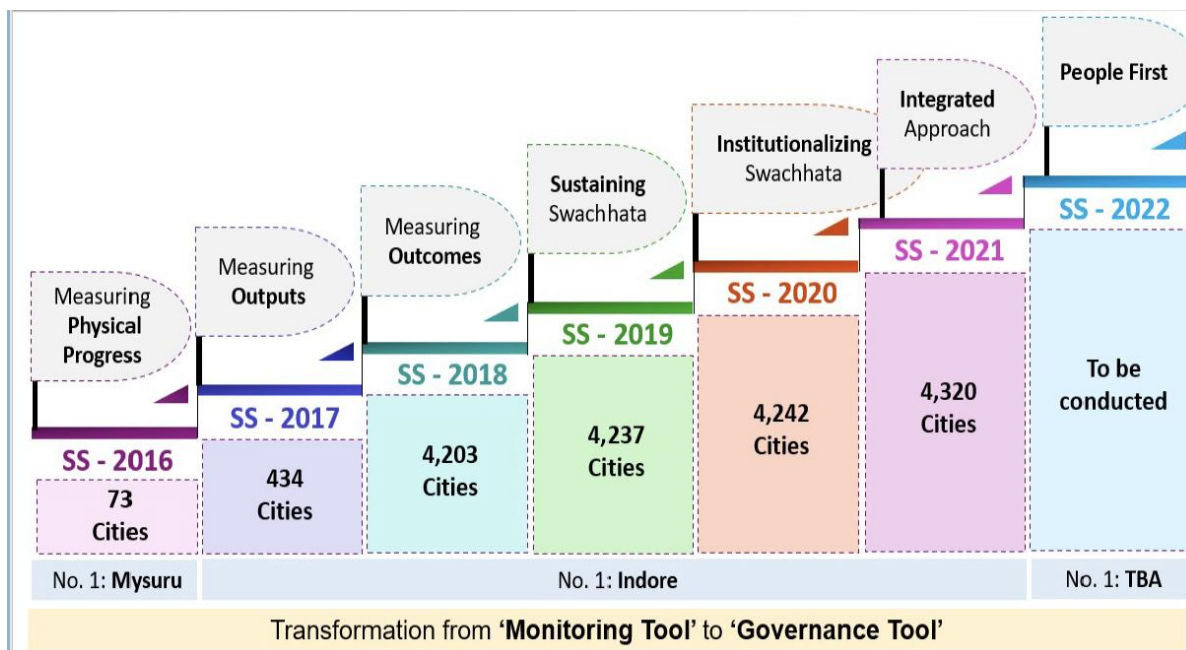 Measuring
Physical
Progress
SS - 2016
73
Cities
Measuring
Outputs
SS - 2017
434
Cities
Measuring
Outcomes
SS - 2018
4,203
Cities
Sustaining
Swachhata
SS - 2019
4,237
Cities
Institutionalizing
Swachhata
SS - 2020
4,242
Cities
Integrated
Approach
SS - 2021
4,320
Cities
People First
SS - 2022
To be
conducted
No. 1: Mysuru
No. 1: Indore
No. 1: TBA
Transformation from ‘Monitoring Tool’ to ‘Governance Tool’